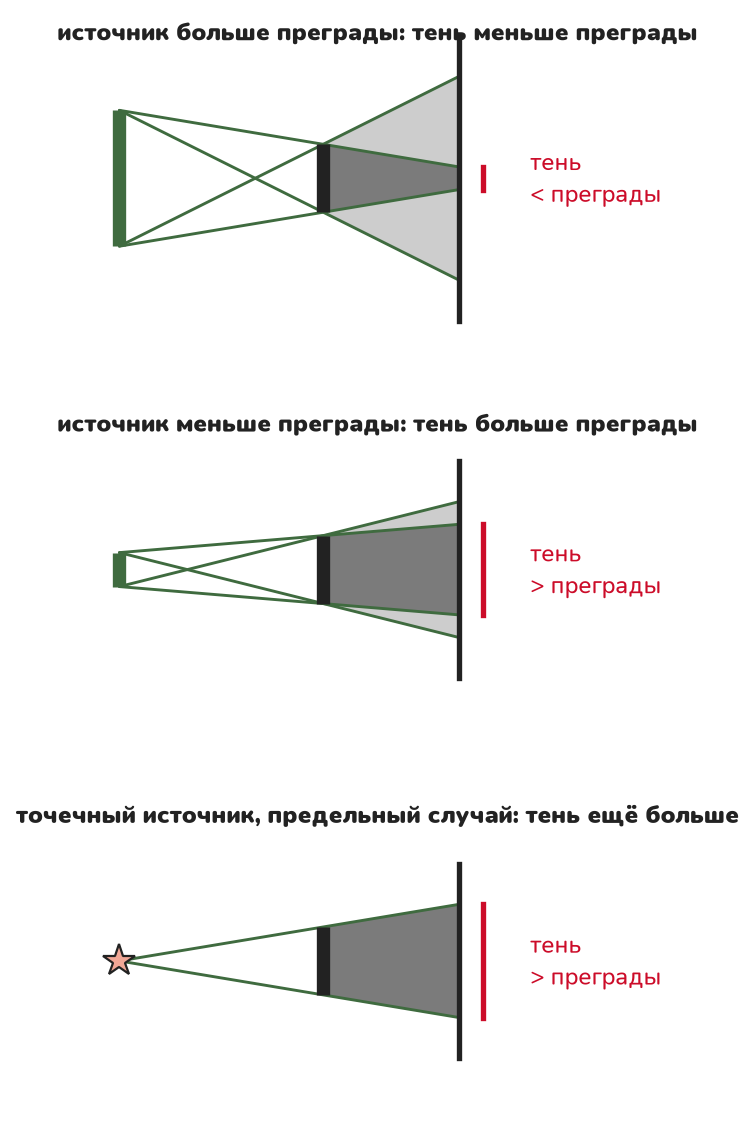 источник больше преграды: тень меньше преграды
тень
< преграды
источник меньше преграды: тень больше преграды
тень
> преграды
точечный источник, предельный случай: тень ещё больше
тень
> преграды